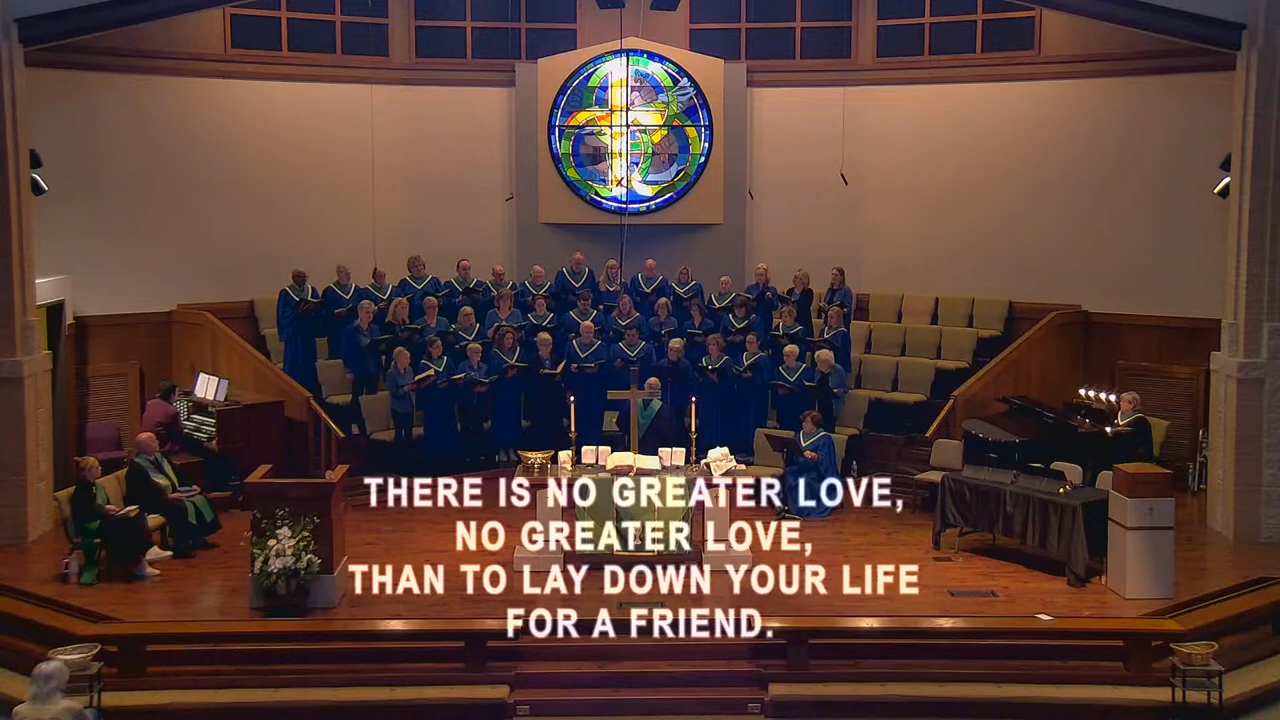 THERE IS NO GREATER LOVE,
NO GREATER LOVE,
THAN TO LAY DOWN YOUR LIFE
FOR A FRIEND.